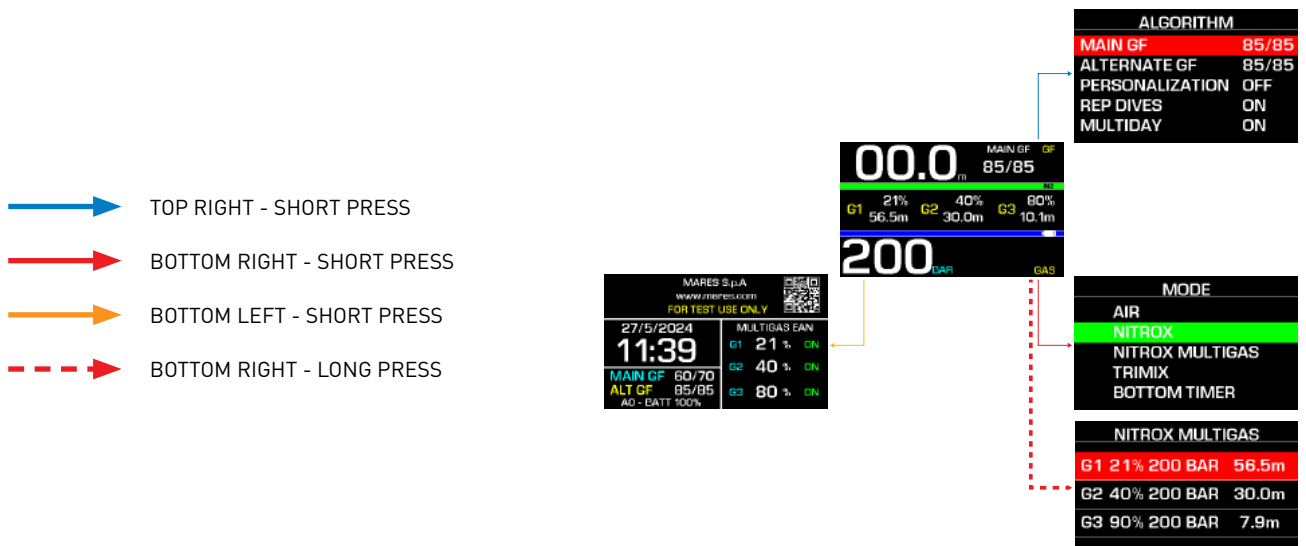 TOP RIGHT - SHORT PRESS
BOTTOM RIGHT - SHORT PRESS
BOTTOM LEFT - SHORT PRESS
BOTTOM RIGHT - LONG PRESS
ALGORITHM
MAIN GF 85/85
ALTERNATE GF 85/85
PERSONALIZATION OFF
REP DIVES ON
MULTIDAY ON
00.0 m MAIN GF GF
85/85
N2
G1 21% G2 40% G3 80%
56.5m 30.0m 10.1m
200 BAR GAS
MARES S.p.A
www.mares.com
FOR TEST USE ONLY
27/5/2024
11:39
MAIN GF 60/70
ALT GF 85/85
A0 - BATT 100%
MULTIGAS EAN
G1 21 % ON
G2 40 % ON
G3 80 % ON
MODE
AIR
NITROX
NITROX MULTIGAS
TRIMIX
BOTTOM TIMER
NITROX MULTIGAS
G1 21% 200 BAR 56.5m
G2 40% 200 BAR 30.0m
G3 90% 200 BAR 7.9m